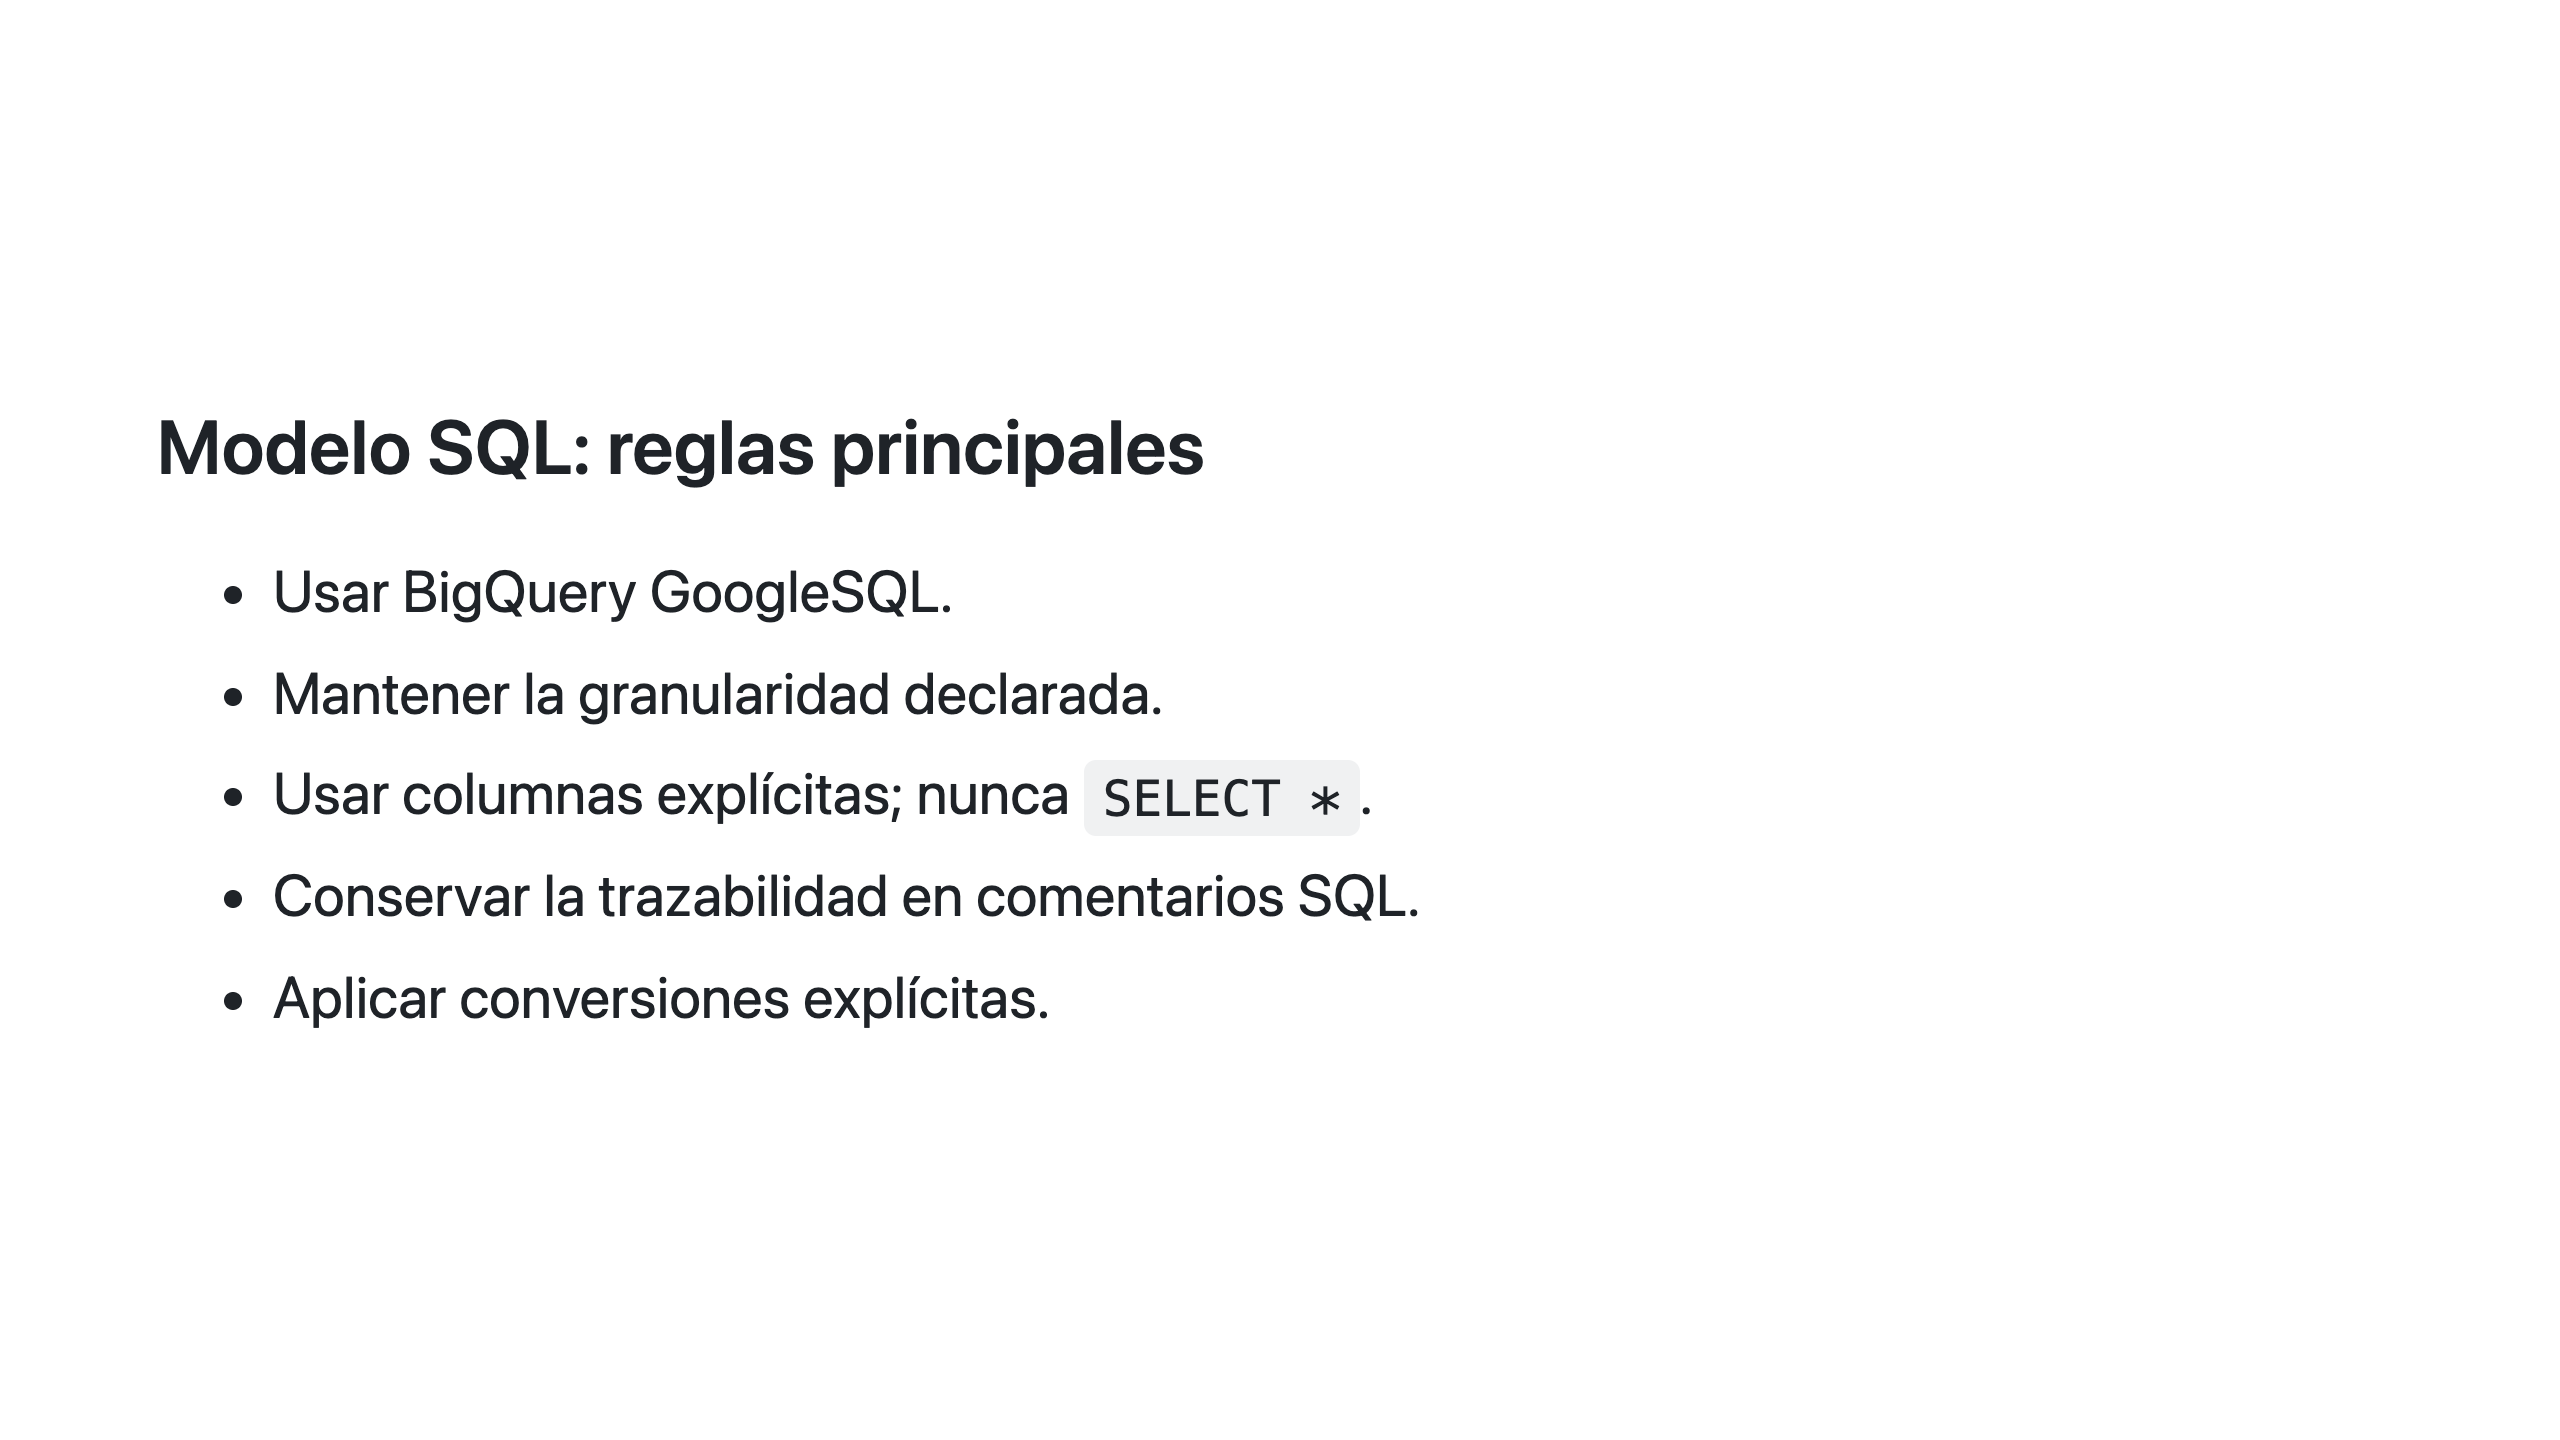 Modelo SQL: reglas principales
• Usar BigQuery GoogleSQL.
• Mantener la granularidad declarada.
• Usar columnas explícitas; nunca SELECT *.
• Conservar la trazabilidad en comentarios SQL.
• Aplicar conversiones explícitas.